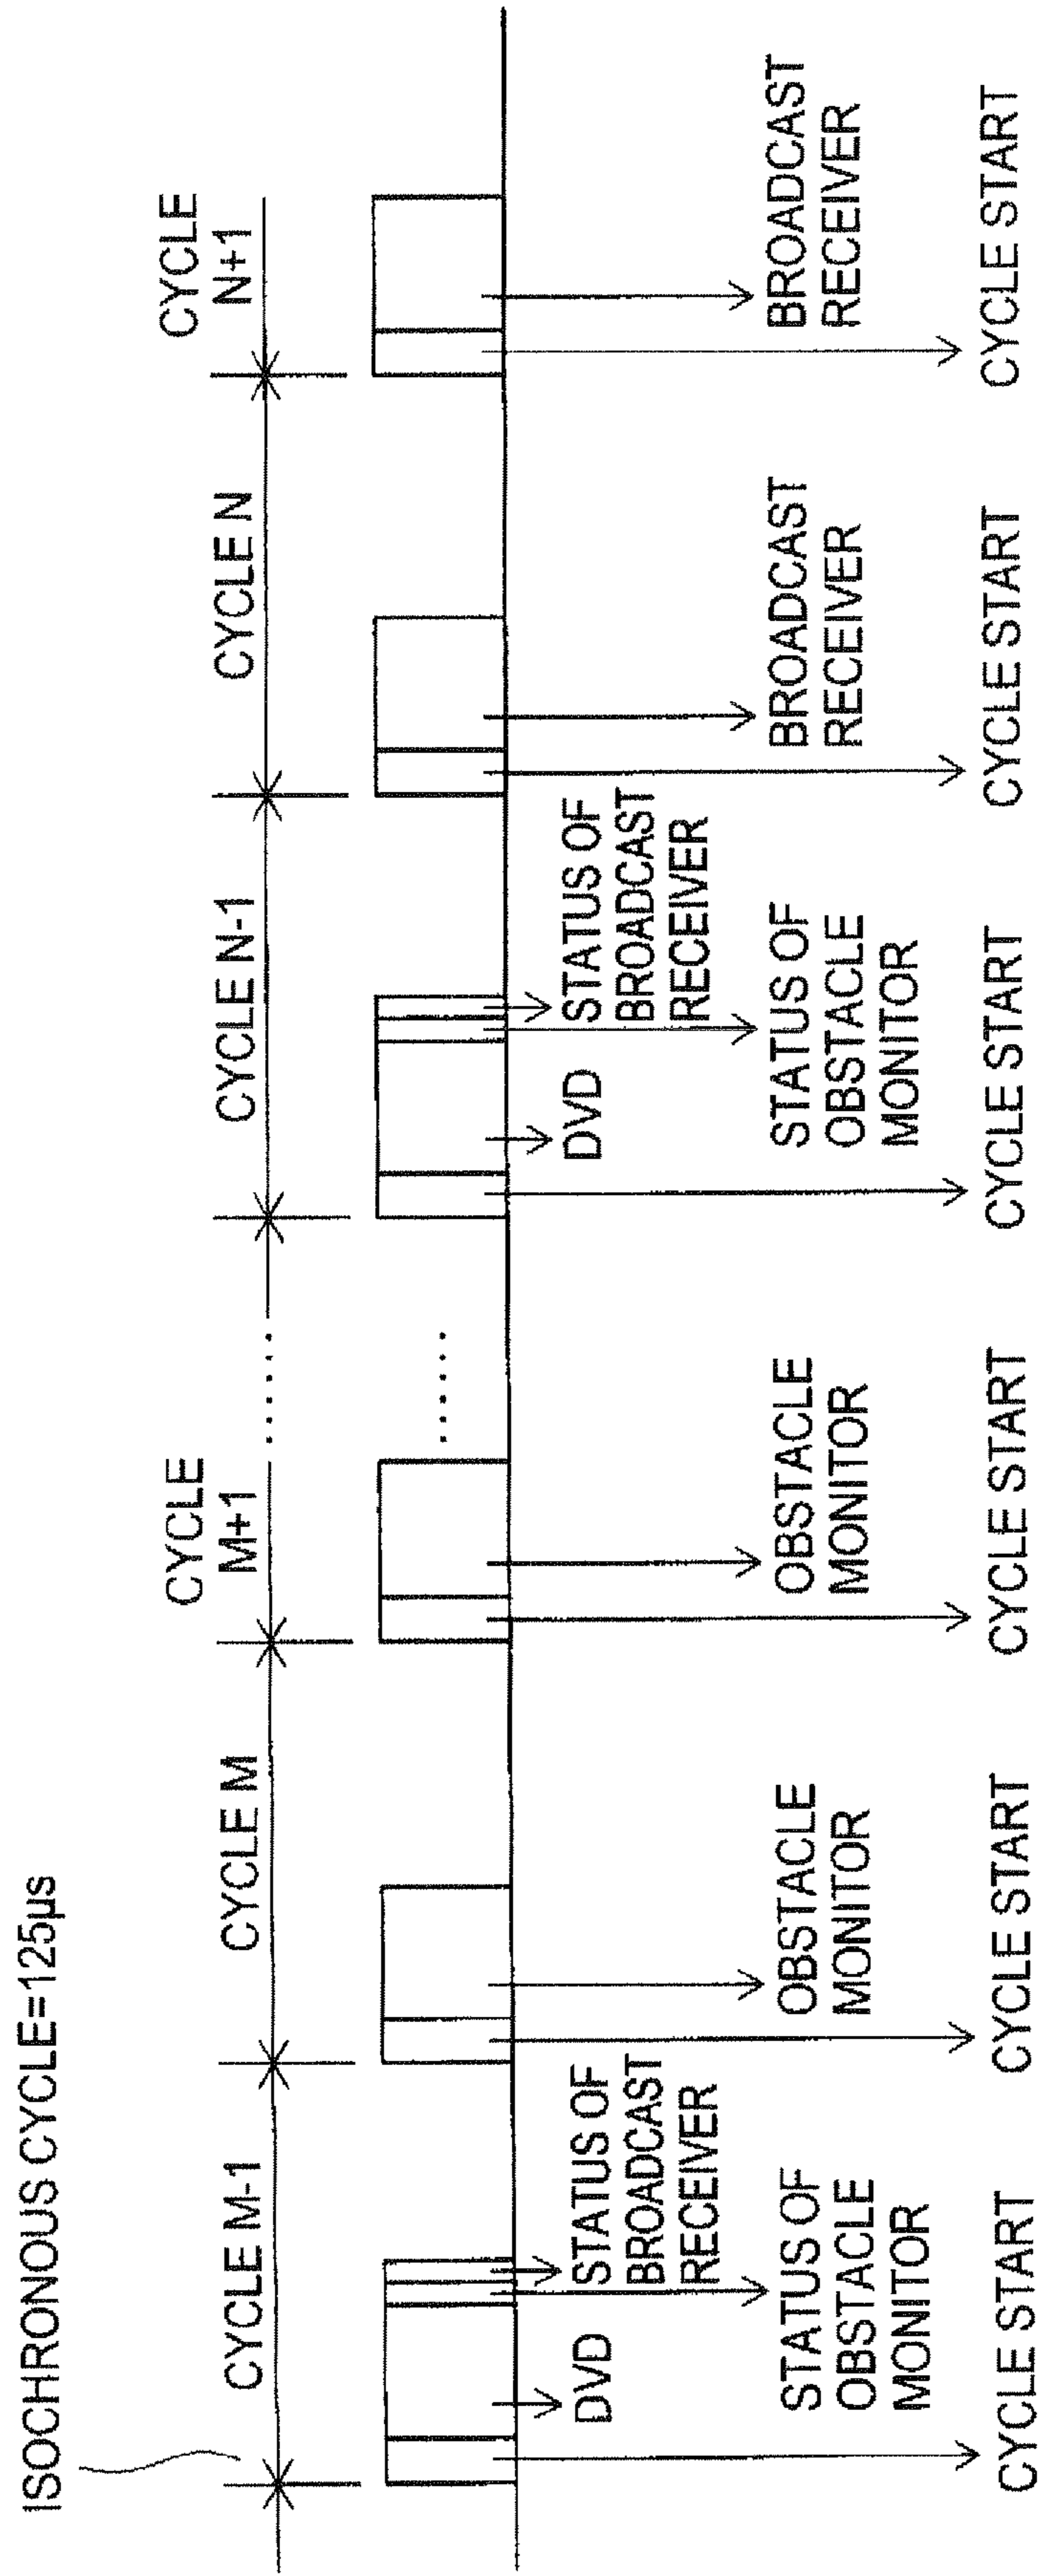 ISOCHRONOUS CYCLE=125µs
CYCLE M-1
CYCLE M
CYCLE
M+1
.....
CYCLE N-1
CYCLE N
CYCLE
N+1
.....
DVD
STATUS OF
BROADCAST
RECEIVER
STATUS OF
OBSTACLE
MONITOR
CYCLE START
OBSTACLE
MONITOR
CYCLE START
OBSTACLE
MONITOR
CYCLE START
DVD
STATUS OF
BROADCAST
RECEIVER
STATUS OF
OBSTACLE
MONITOR
CYCLE START
BROADCAST
RECEIVER
CYCLE START
BROADCAST
RECEIVER
CYCLE START